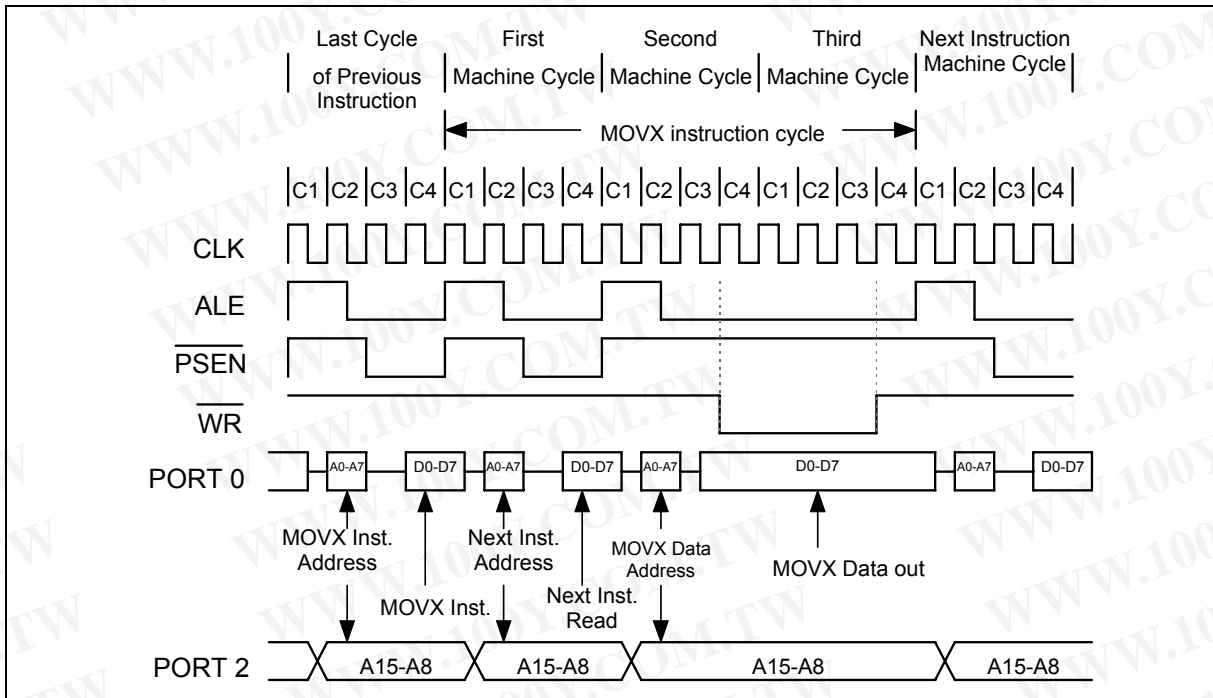 Last Cycle
of Previous
Instruction
First
Machine Cycle
Second
Machine Cycle
Third
Machine Cycle
Next Instruction
Machine Cycle
MOVX instruction cycle
C1 C2 C3 C4 C1 C2 C3 C4 C1 C2 C3 C4 C1 C2 C3 C4 C1 C2 C3 C4
CLK
ALE
PSEN
WR
PORT 0
A0-A7 D0-D7 A0-A7 D0-D7 A0-A7 D0-D7 A0-A7 D0-D7
MOVX Inst.
Address
MOVX Inst.
Next Inst.
Address
Next Inst.
Read
MOVX Data
Address
MOVX Data out
PORT 2
A15-A8 A15-A8 A15-A8 A15-A8
WWW.100Y.COM.TW